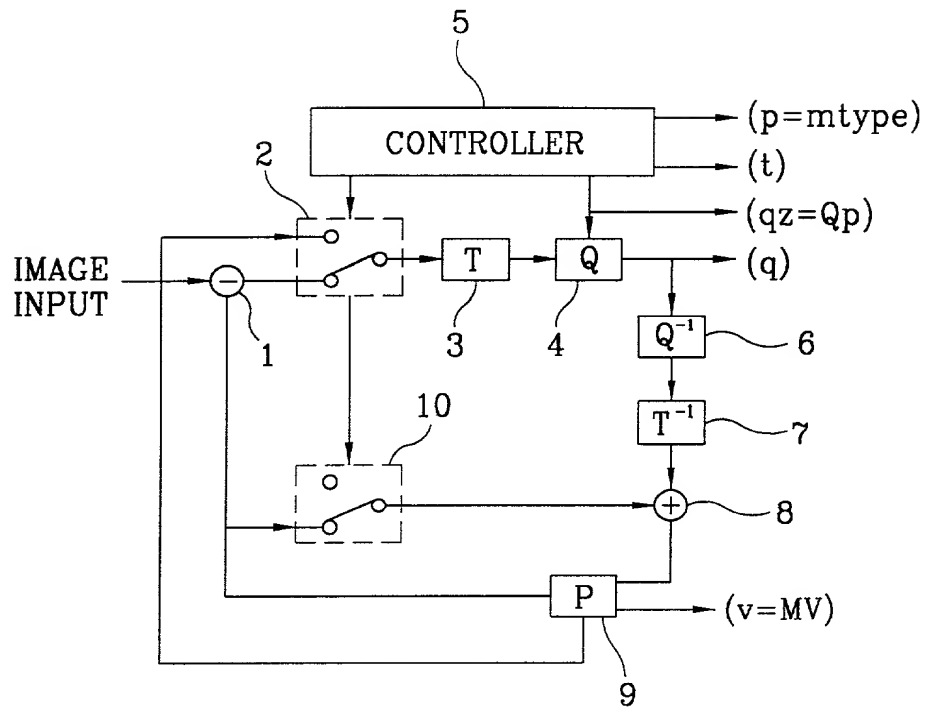 5
CONTROLLER
(p=mtype)
(t)
2
(qz=Qp)
IMAGE
INPUT
−
T
Q
(q)
1
3
4
Q⁻¹
6
T⁻¹
7
10
+
8
P
(v=MV)
9